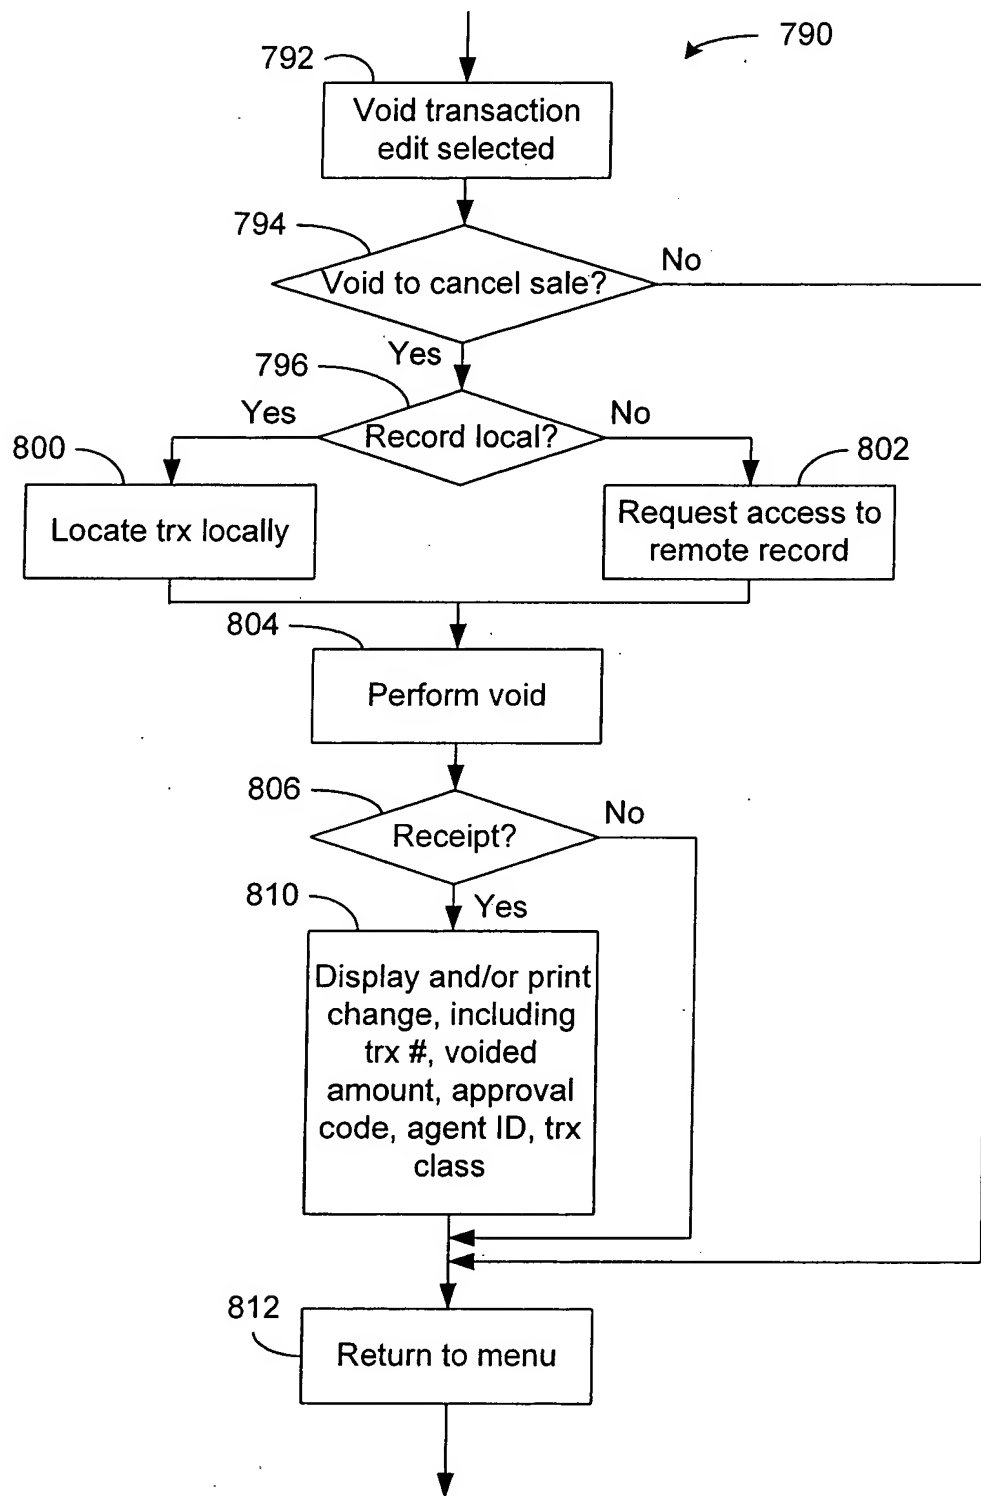 790
792
Void transaction
edit selected
794
Void to cancel sale?
No
Yes
796
Yes
Record local?
No
800
802
Locate trx locally
Request access to
remote record
804
Perform void
806
Receipt?
No
810
Yes
Display and/or print
change, including
trx #, voided
amount, approval
code, agent ID, trx
class
812
Return to menu